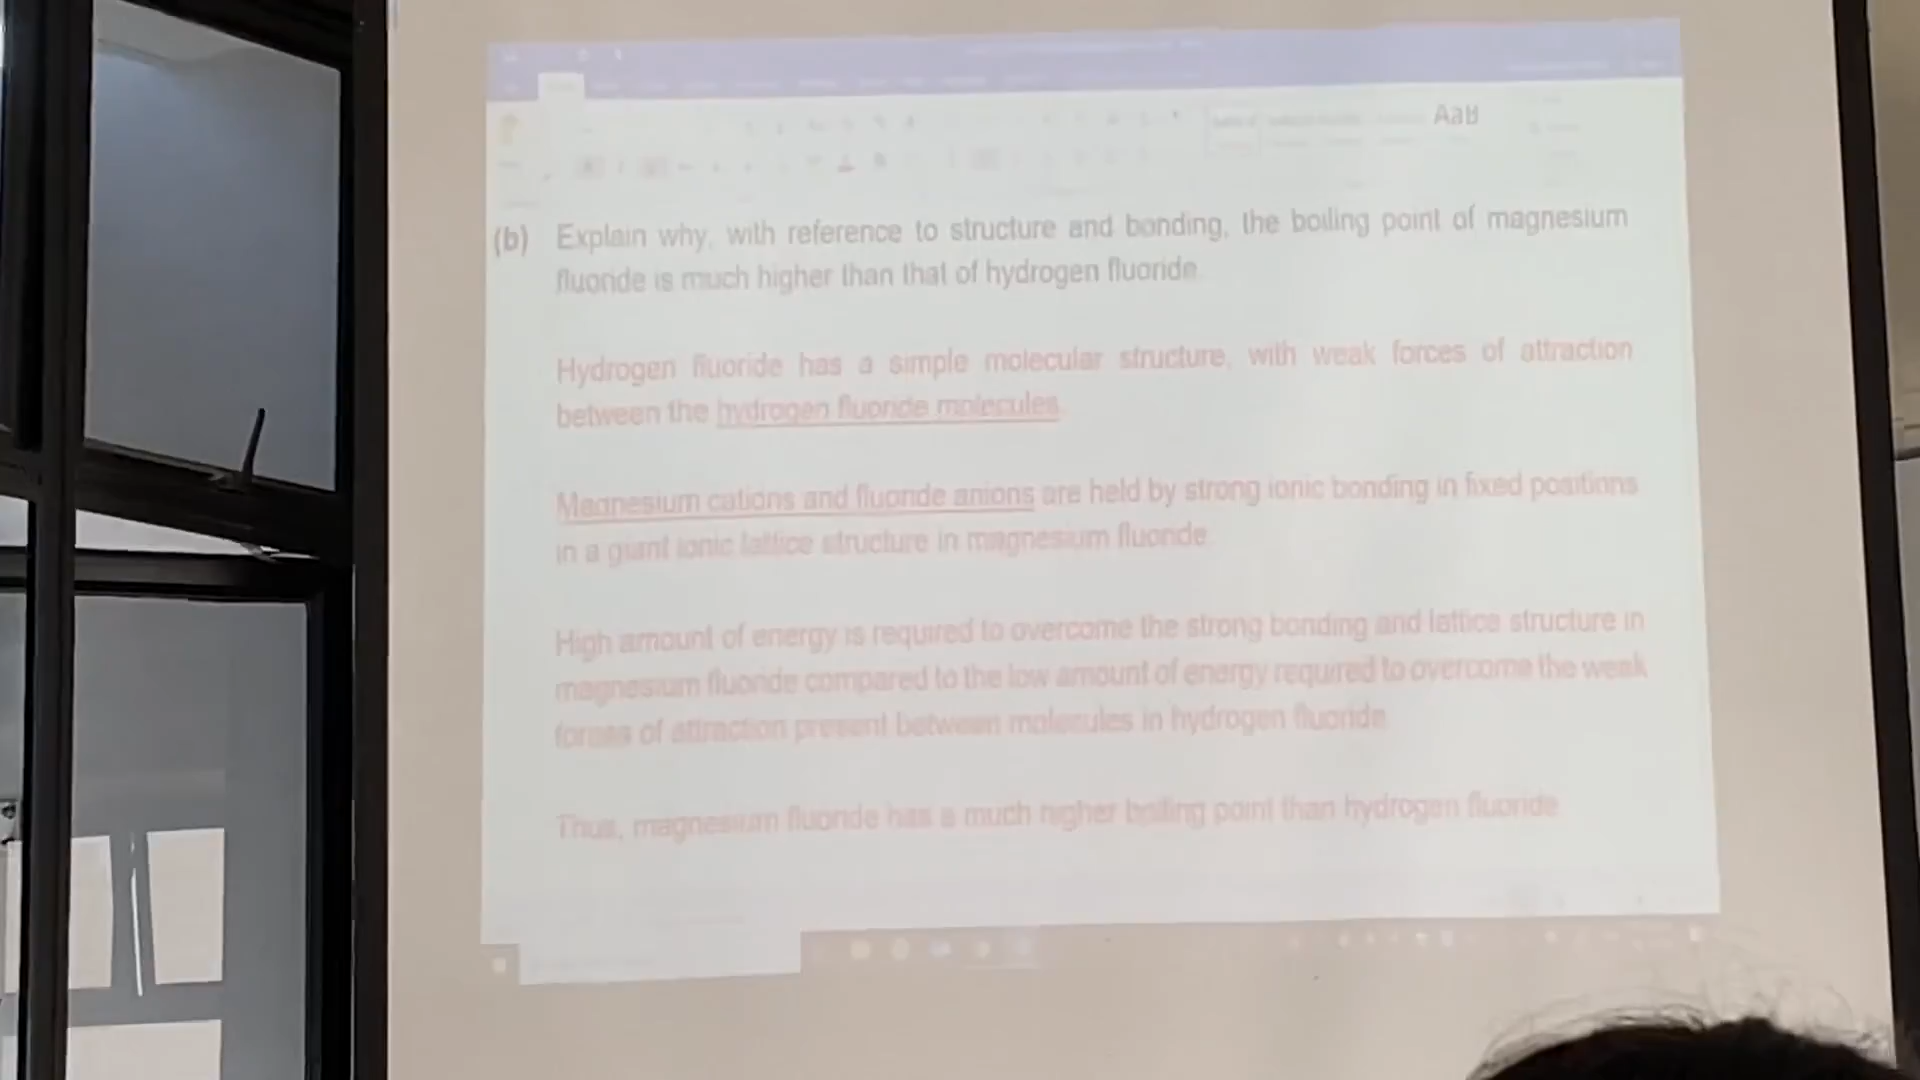 AaB
(b) Explain why, with reference to structure and bonding, the boiling point of magnesium
fluoride is much higher than that of hydrogen fluoride
Hydrogen fluoride has a simple molecular structure, with weak forces of attraction
between the hydrogen fluoride molecules
Magnesium cations and fluoride anions are held by strong ionic bonding in fixed positions
in a giant ionic lattice structure in magnesium fluoride
High amount of energy is required to overcome the strong bonding and lattice structure in
magnesium fluoride compared to the low amount of energy required to overcome the weak
forces of attraction present between molecules in hydrogen fluoride
Thus, magnesium fluoride has a much higher boiling point than hydrogen fluoride